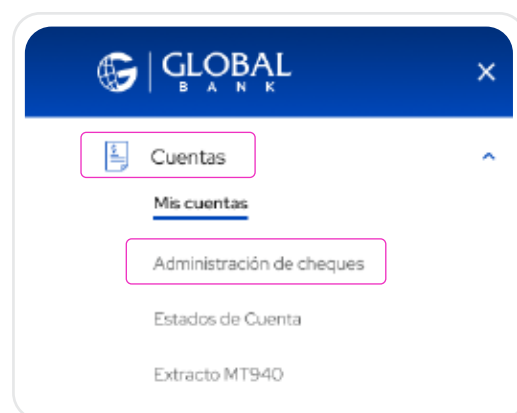 GLOBAL
BANK
Cuentas
Mis cuentas
Administración de cheques
Estados de Cuenta
Extracto MT940